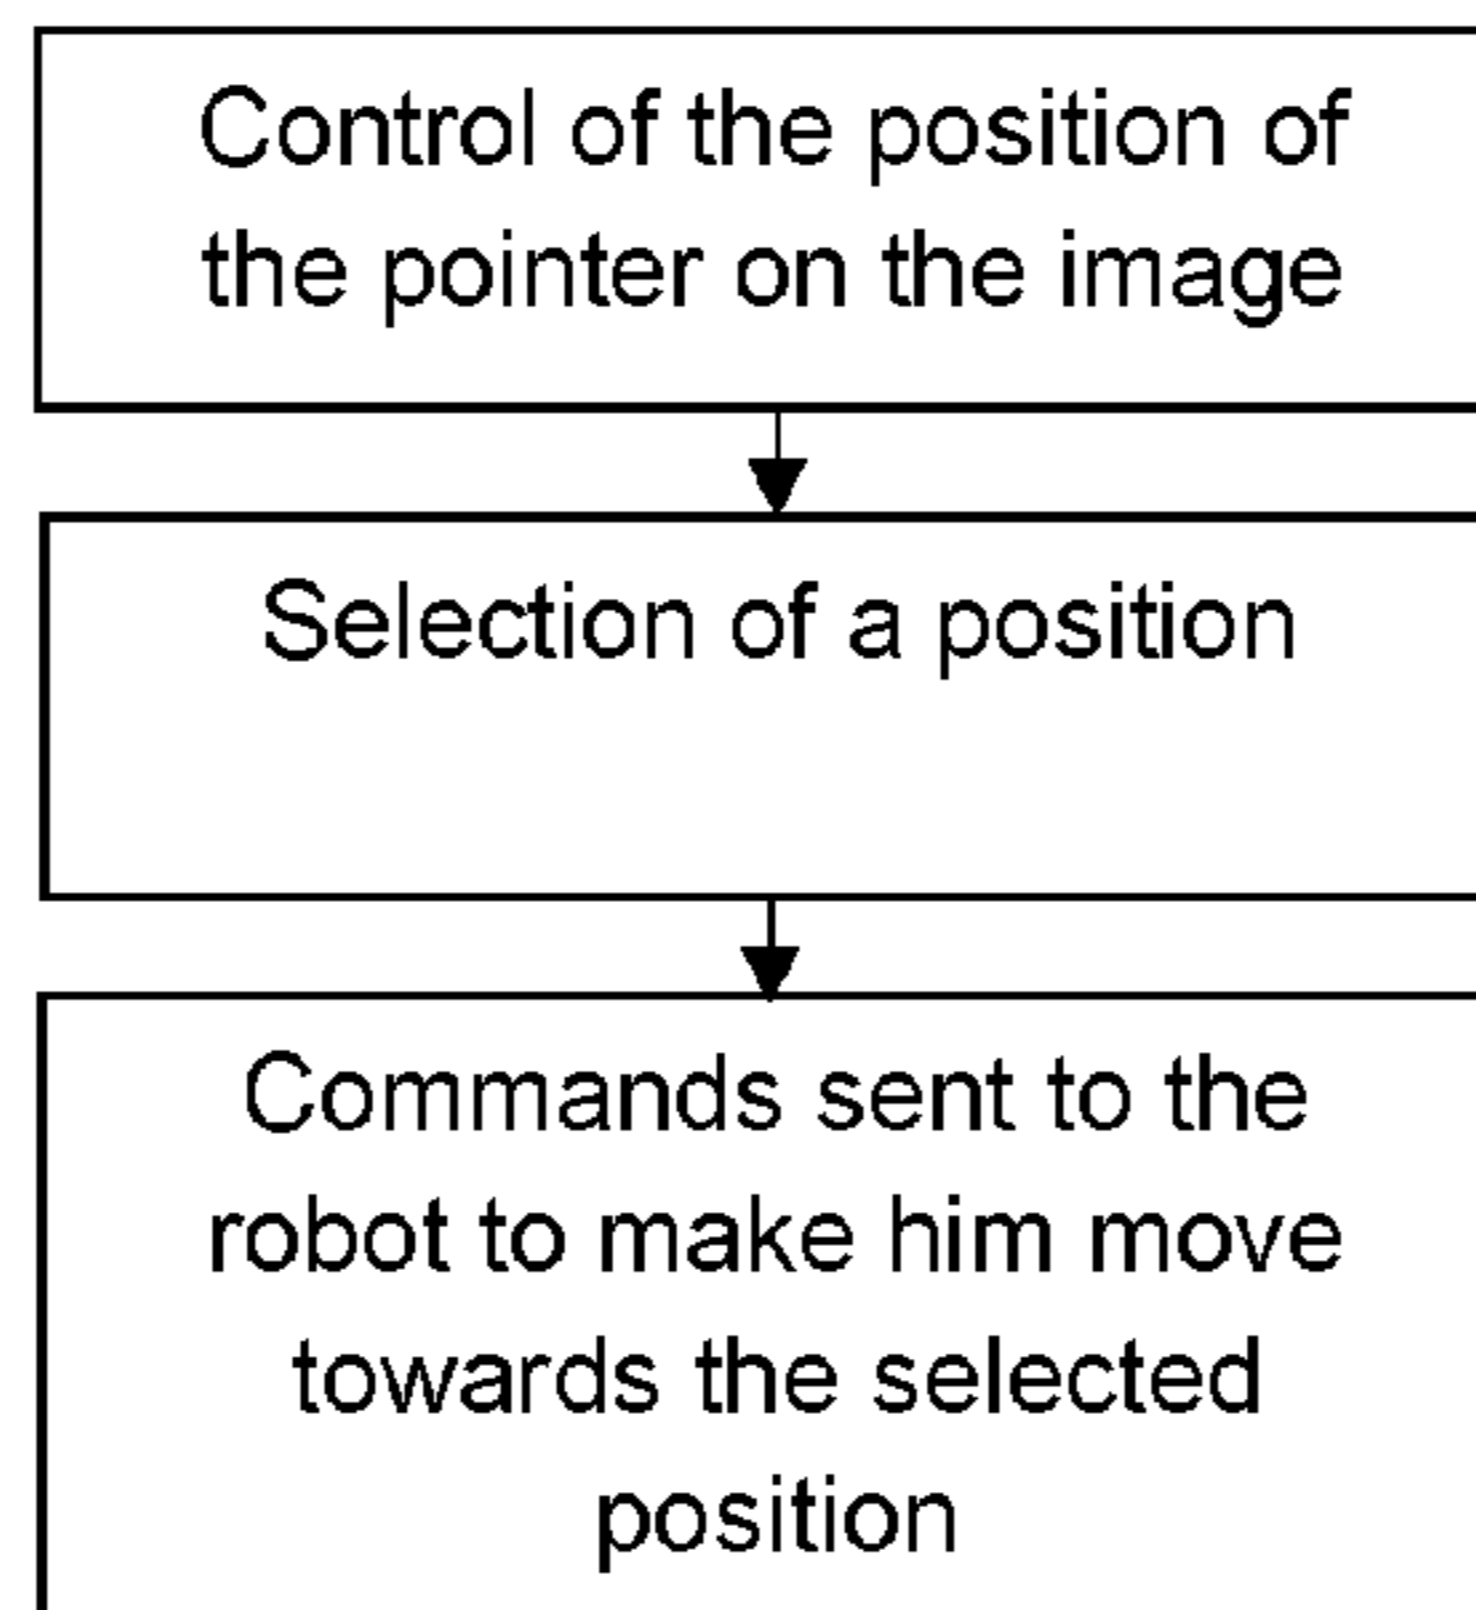 Control of the position of
the pointer on the image
Selection of a position
Commands sent to the
robot to make him move
towards the selected
position